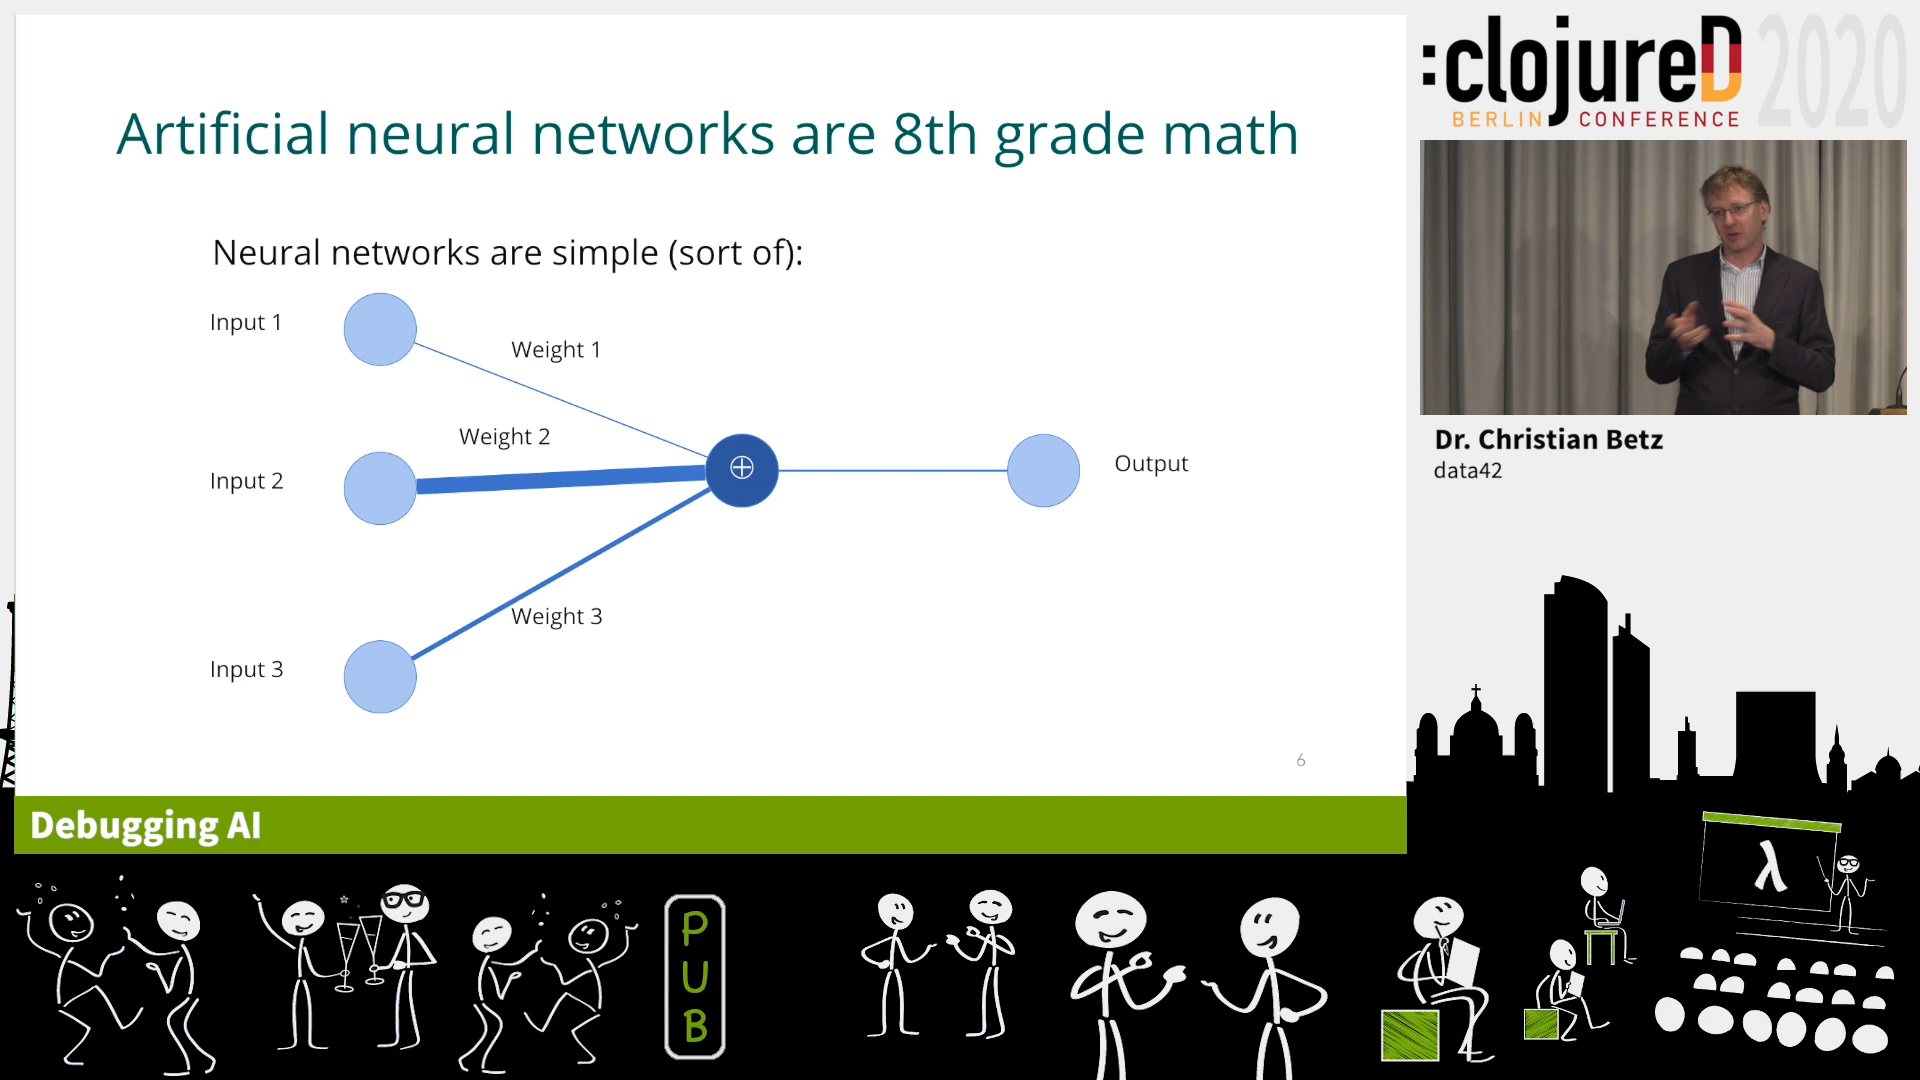 Artificial neural networks are 8th grade math
Neural networks are simple (sort of):
Input 1
Weight 1
Weight 2
Input 2
Output
Weight 3
Input 3
6
Debugging AI
:clojureD 2020
BERLIN CONFERENCE
Dr. Christian Betz
data42
λ
PUB